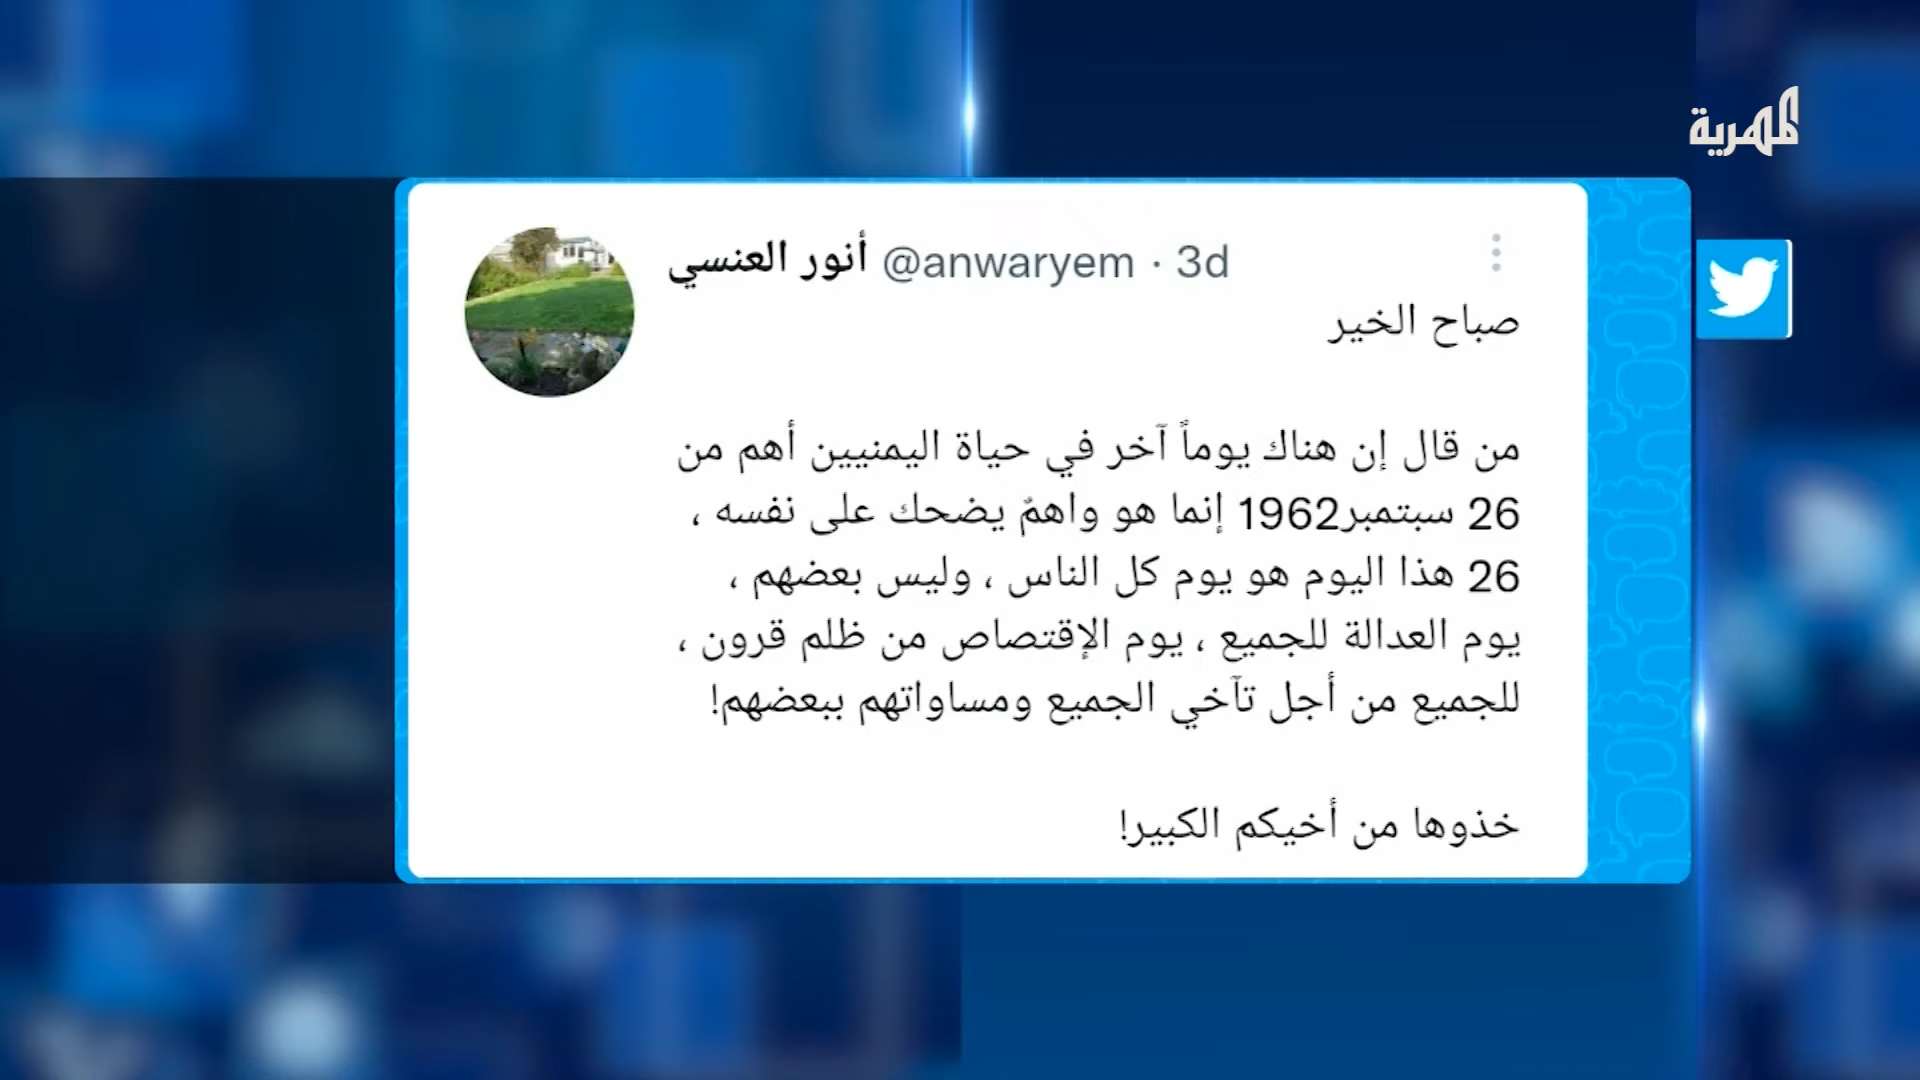 المهرية
أنور العنسي @anwaryem · 3d
صباح الخير
من قال إن هناك يوماً آخر في حياة اليمنيين أهم من
26 سبتمبر1962 إنما هو واهمٌ يضحك على نفسه ،
26 هذا اليوم هو يوم كل الناس ، وليس بعضهم ،
يوم العدالة للجميع ، يوم الإقتصاص من ظلم قرون ،
للجميع من أجل تآخي الجميع ومساواتهم ببعضهم!
خذوها من أخيكم الكبير!